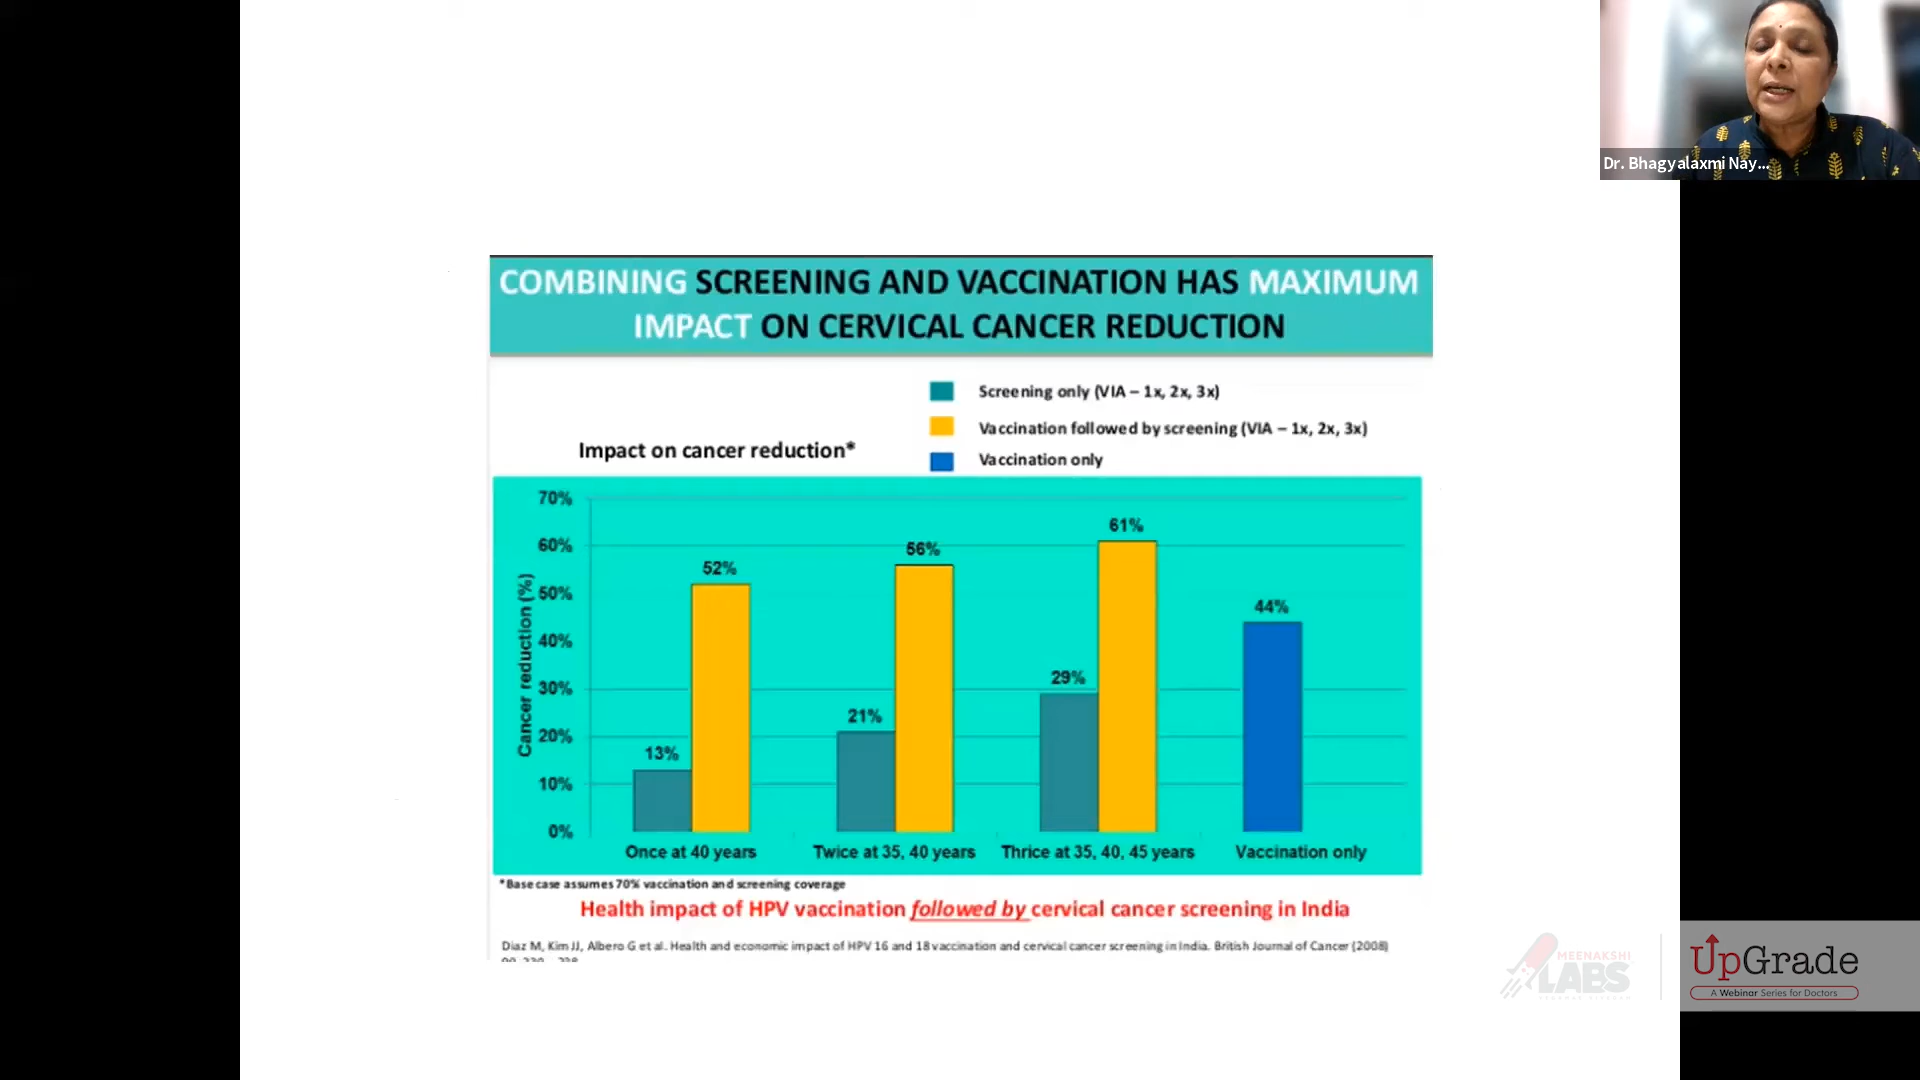 Dr. Bhagyalaxmi Nay...
COMBINING SCREENING AND VACCINATION HAS MAXIMUM
IMPACT ON CERVICAL CANCER REDUCTION
Screening only (VIA – 1x, 2x, 3x)
Vaccination followed by screening (VIA – 1x, 2x, 3x)
Vaccination only
Impact on cancer reduction*
Cancer reduction (%)
70%
60%
50%
40%
30%
20%
10%
0%
13%
52%
21%
56%
29%
61%
44%
Once at 40 years
Twice at 35, 40 years
Thrice at 35, 40, 45 years
Vaccination only
*Base case assumes 70% vaccination and screening coverage
Health impact of HPV vaccination followed by cervical cancer screening in India
Diaz M, Kim JJ, Albero G et al. Health and economic impact of HPV 16 and 18 vaccination and cervical cancer screening in India. British Journal of Cancer (2008)
MEENAKSHI
LABS
UpGrade
A Webinar Series for Doctors